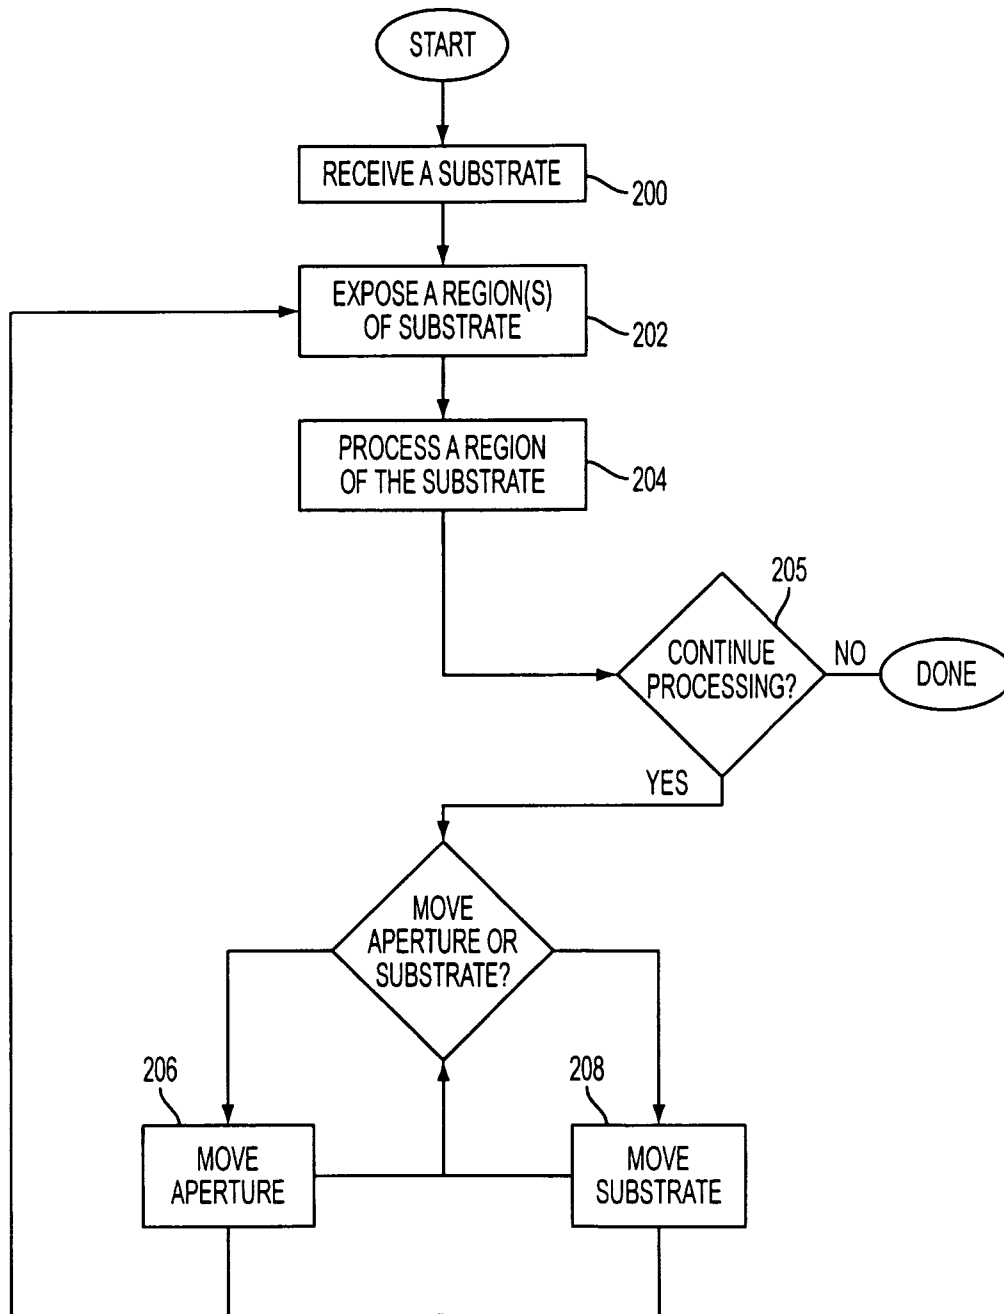 START
RECEIVE A SUBSTRATE
200
EXPOSE A REGION(S)
OF SUBSTRATE
202
PROCESS A REGION
OF THE SUBSTRATE
204
205
CONTINUE
PROCESSING?
NO
DONE
YES
MOVE
APERTURE OR
SUBSTRATE?
206
MOVE
APERTURE
208
MOVE
SUBSTRATE